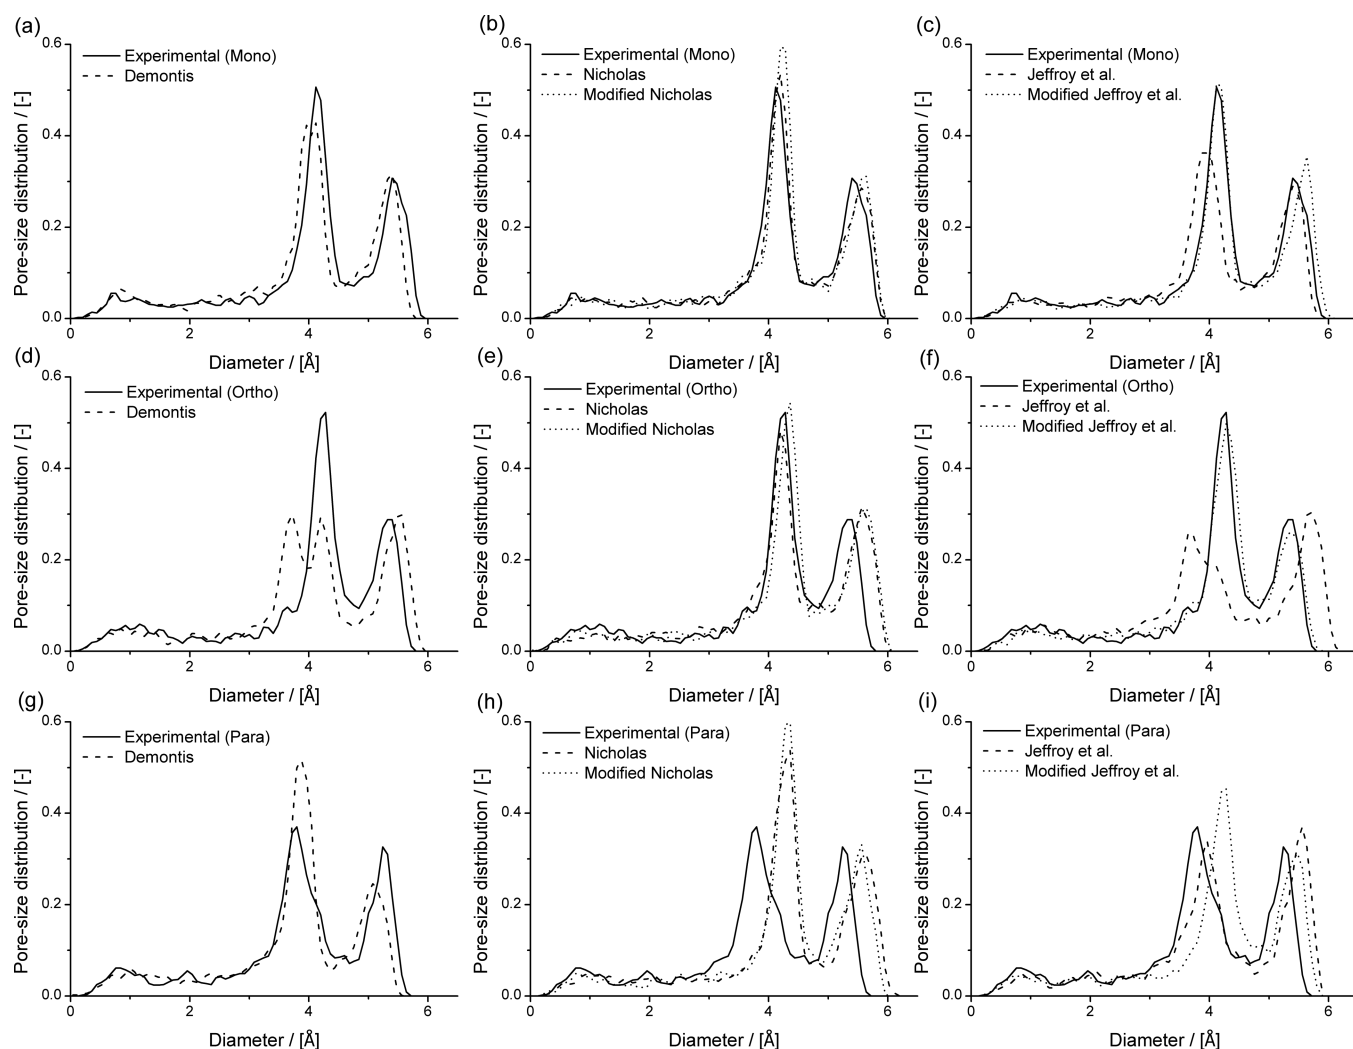 (a)
Experimental (Mono)
Demontis
Pore-size distribution / [-]
0.6
0.4
0.2
0.0
0 2 4 6
Diameter / [Å]
(b)
Experimental (Mono)
Nicholas
Modified Nicholas
Pore-size distribution / [-]
0.6
0.4
0.2
0.0
0 2 4 6
Diameter / [Å]
(c)
Experimental (Mono)
Jeffroy et al.
Modified Jeffroy et al.
Pore-size distribution / [-]
0.6
0.4
0.2
0.0
0 2 4 6
Diameter / [Å]
(d)
Experimental (Ortho)
Demontis
Pore-size distribution / [-]
0.6
0.4
0.2
0.0
0 2 4 6
Diameter / [Å]
(e)
Experimental (Ortho)
Nicholas
Modified Nicholas
Pore-size distribution / [-]
0.6
0.4
0.2
0.0
0 2 4 6
Diameter / [Å]
(f)
Experimental (Ortho)
Jeffroy et al.
Modified Jeffroy et al.
Pore-size distribution / [-]
0.6
0.4
0.2
0.0
0 2 4 6
Diameter / [Å]
(g)
Experimental (Para)
Demontis
Pore-size distribution / [-]
0.6
0.4
0.2
0.0
0 2 4 6
Diameter / [Å]
(h)
Experimental (Para)
Nicholas
Modified Nicholas
Pore-size distribution / [-]
0.6
0.4
0.2
0.0
0 2 4 6
Diameter / [Å]
(i)
Experimental (Para)
Jeffroy et al.
Modified Jeffroy et al.
Pore-size distribution / [-]
0.6
0.4
0.2
0.0
0 2 4 6
Diameter / [Å]